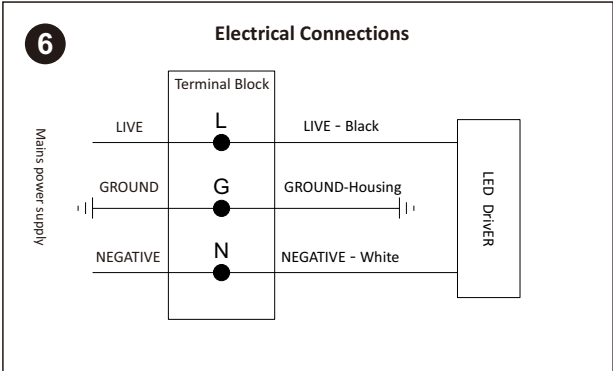 6
Electrical Connections
Terminal Block
Mains power supply
LIVE
L
LIVE - Black
GROUND
G
GROUND-Housing
NEGATIVE
N
NEGATIVE - White
LED DrivER